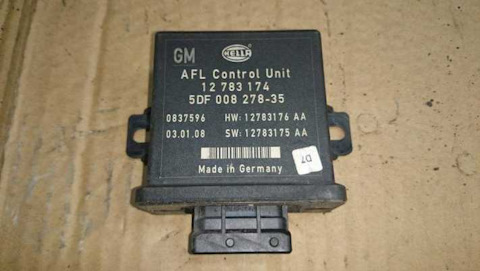 GM HELLA
AFL Control Unit
12 783 174
5DF 008 278-35
0837596 HW: 12783176 AA
03.01.08 SW: 12783175 AA
D7
Made in Germany